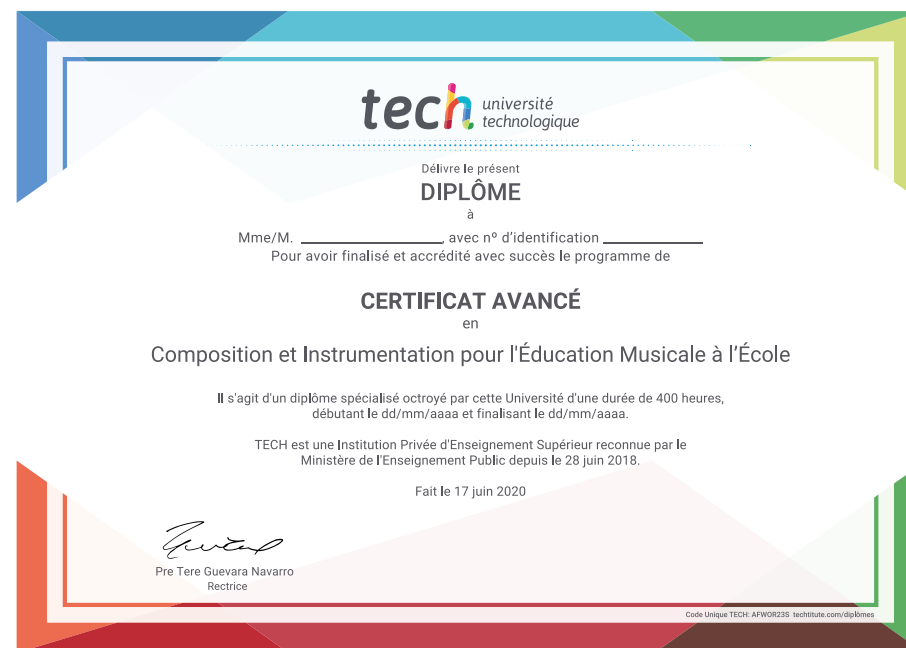 tech université
technologique
Délivre le présent
DIPLÔME
à
Mme/M. ____________________, avec nº d'identification ______________
Pour avoir finalisé et accrédité avec succès le programme de
CERTIFICAT AVANCÉ
en
Composition et Instrumentation pour l'Éducation Musicale à l'École
Il s'agit d'un diplôme spécialisé octroyé par cette Université d'une durée de 400 heures,
débutant le dd/mm/aaaa et finalisant le dd/mm/aaaa.
TECH est une Institution Privée d'Enseignement Supérieur reconnue par le
Ministère de l'Enseignement Public depuis le 28 juin 2018.
Fait le 17 juin 2020
Pre Tere Guevara Navarro
Rectrice
Code Unique TECH: AFWOR23S techtitute.com/diplômes